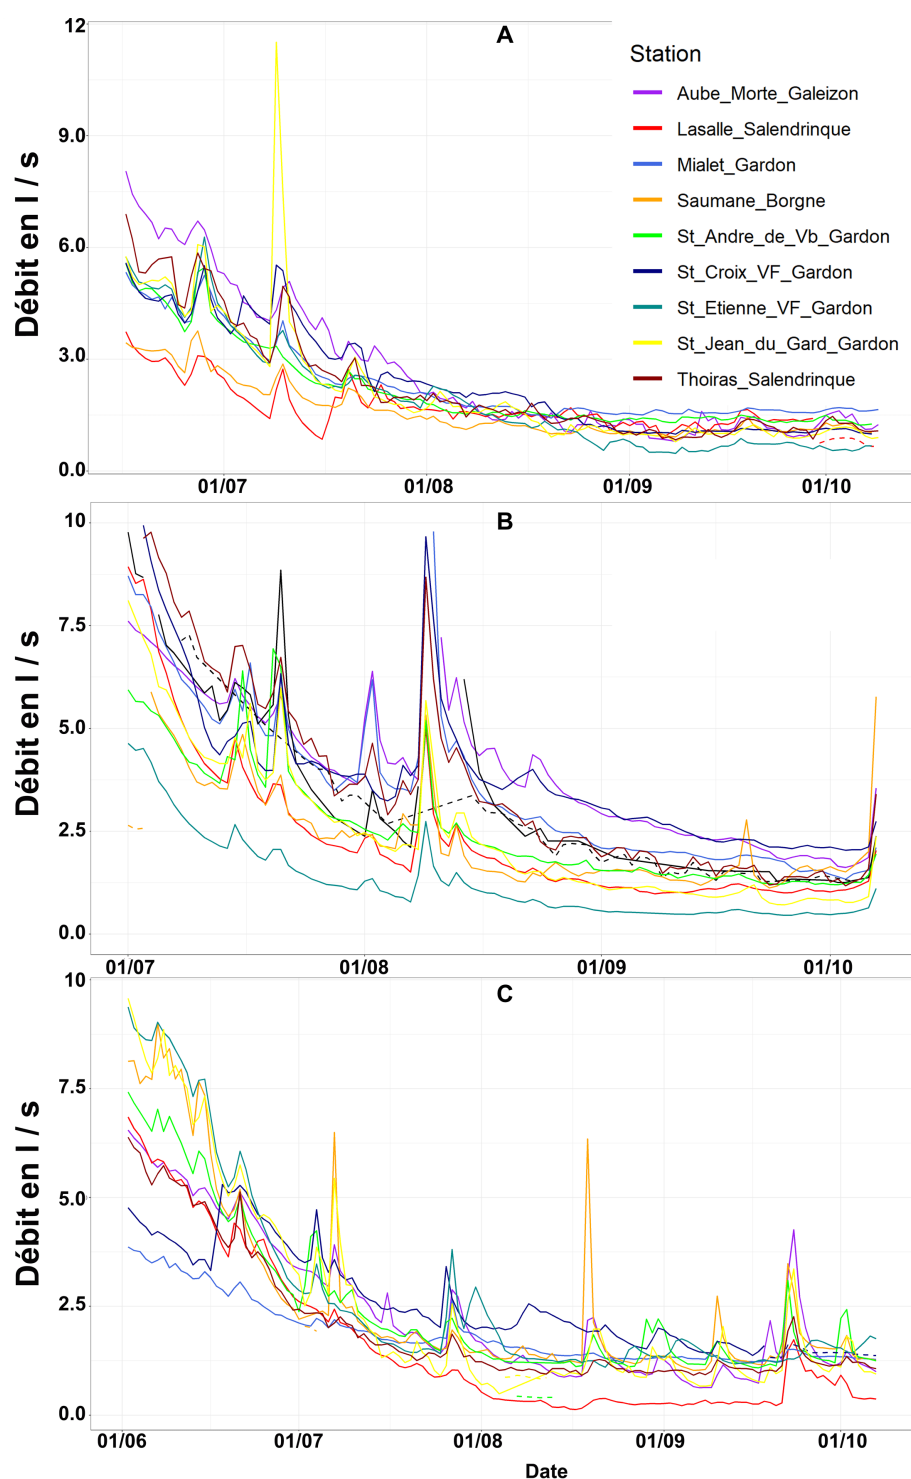 A
Débit en l / s
12
9.0
6.0
3.0
0.0
01/07
01/08
01/09
01/10
Station
Aube_Morte_Galeizon
Lasalle_Salendrinque
Mialet_Gardon
Saumane_Borgne
St_Andre_de_Vb_Gardon
St_Croix_VF_Gardon
St_Etienne_VF_Gardon
St_Jean_du_Gard_Gardon
Thoiras_Salendrinque
B
Débit en l / s
10
7.5
5.0
2.5
0.0
01/07
01/08
01/09
01/10
C
Débit en l / s
10
7.5
5.0
2.5
0.0
01/06
01/07
01/08
01/09
01/10
Date